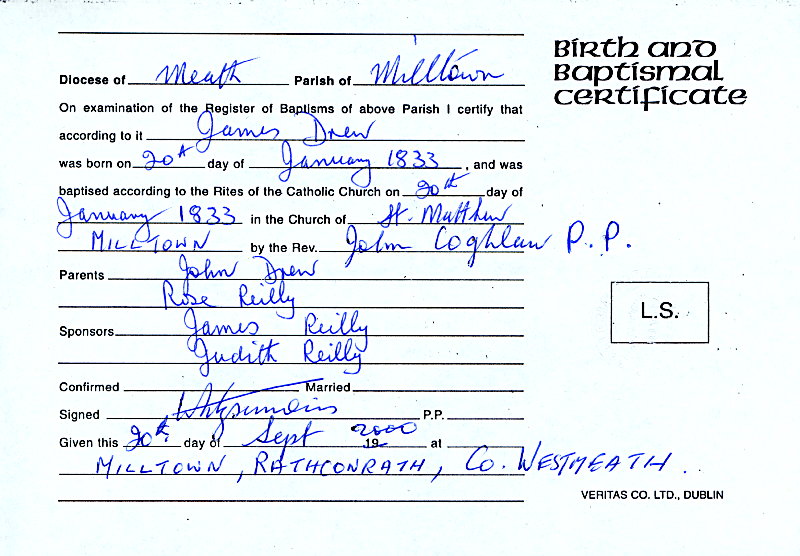 Birth and
Baptismal
certificate
Diocese of Meath Parish of Milltown
On examination of the Register of Baptisms of above Parish I certify that
according to it James Drew
was born on 20th day of January 1833, and was
baptised according to the Rites of the Catholic Church on 20th day of
January 1833 in the Church of St. Matthew
MILLTOWN by the Rev. John Coghlan P.P.
Parents John Drew
Rose Reilly
L.S.
Sponsors James Reilly
Judith Reilly
Confirmed Married
Signed P.P.
Given this 20th day of Sept 19 2000 at
MILLTOWN, RATHCONRATH, Co. WESTMEATH.
VERITAS CO. LTD., DUBLIN